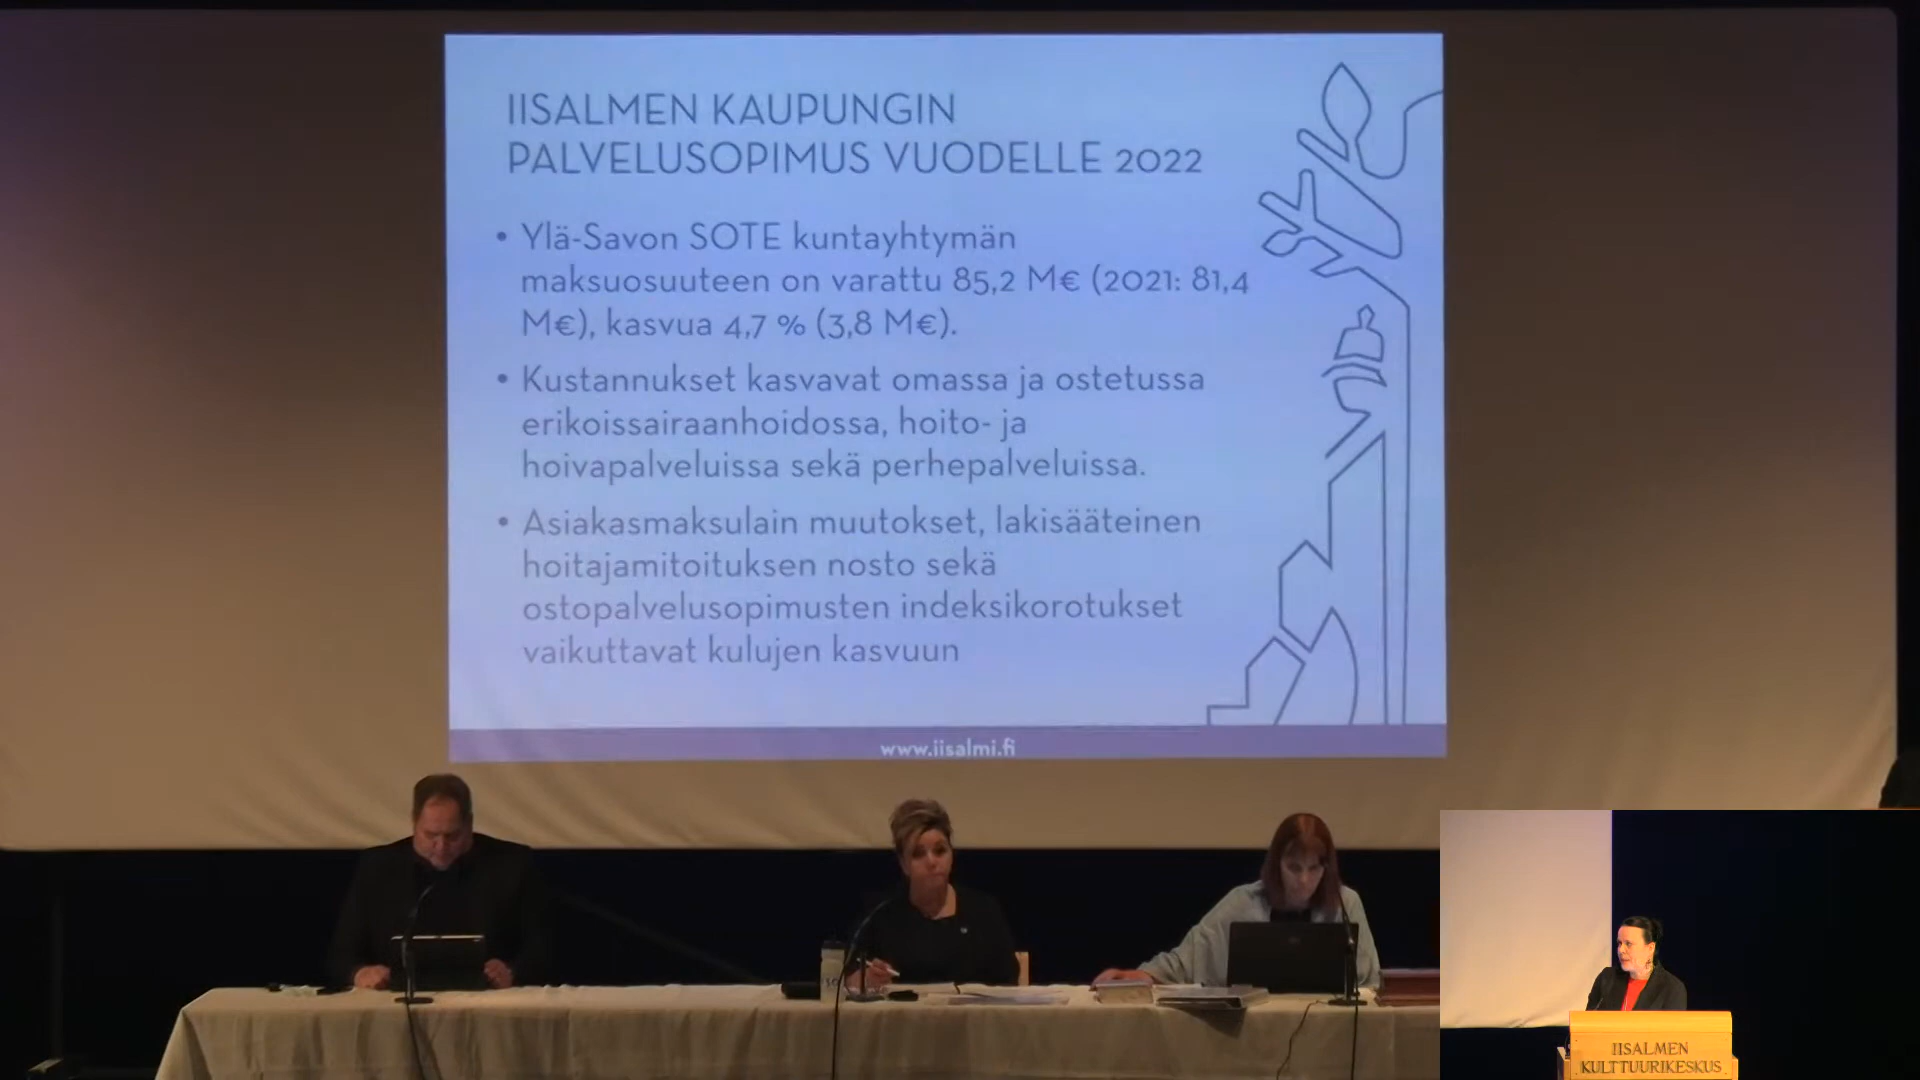 IISALMEN KAUPUNGIN
PALVELUSOPIMUS VUODELLE 2022
• Ylä-Savon SOTE kuntayhtymän
maksuosuuteen on varattu 85,2 M€ (2021: 81,4
M€), kasvua 4,7 % (3,8 M€).
• Kustannukset kasvavat omassa ja ostetussa
erikoissairaanhoidossa, hoito- ja
hoivapalveluissa sekä perhepalveluissa.
• Asiakasmaksulain muutokset, lakisääteinen
hoitajamitoituksen nosto sekä
ostopalvelusopimusten indeksikorotukset
vaikuttavat kulujen kasvuun
www.iisalmi.fi
IISALMEN
KULTTUURIKESKUS